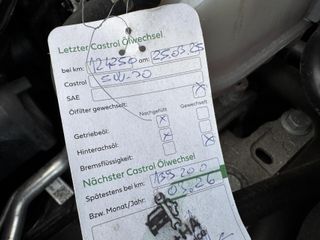 Letzter Castrol Ölwechsel
bei km: 121250 am: 25.03.25
Castrol 5W-30
SAE
Ölfilter gewechselt: X
Nachgefüllt Gewechselt
Getriebeöl: X
Hinterachsöl: X
Bremsflüssigkeit: X
Nächster Castrol Ölwechsel
Spätestens bei km: 135200
Bzw. Monat/Jahr: 03.26